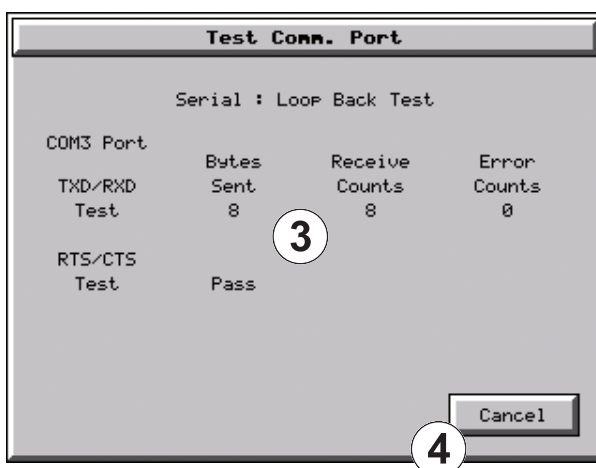 Test Comm. Port
Serial : Loop Back Test
COM3 Port
Bytes Receive Error
TXD/RXD Sent Counts Counts
Test 8 8 0
3
RTS/CTS
Test Pass
Cancel
4